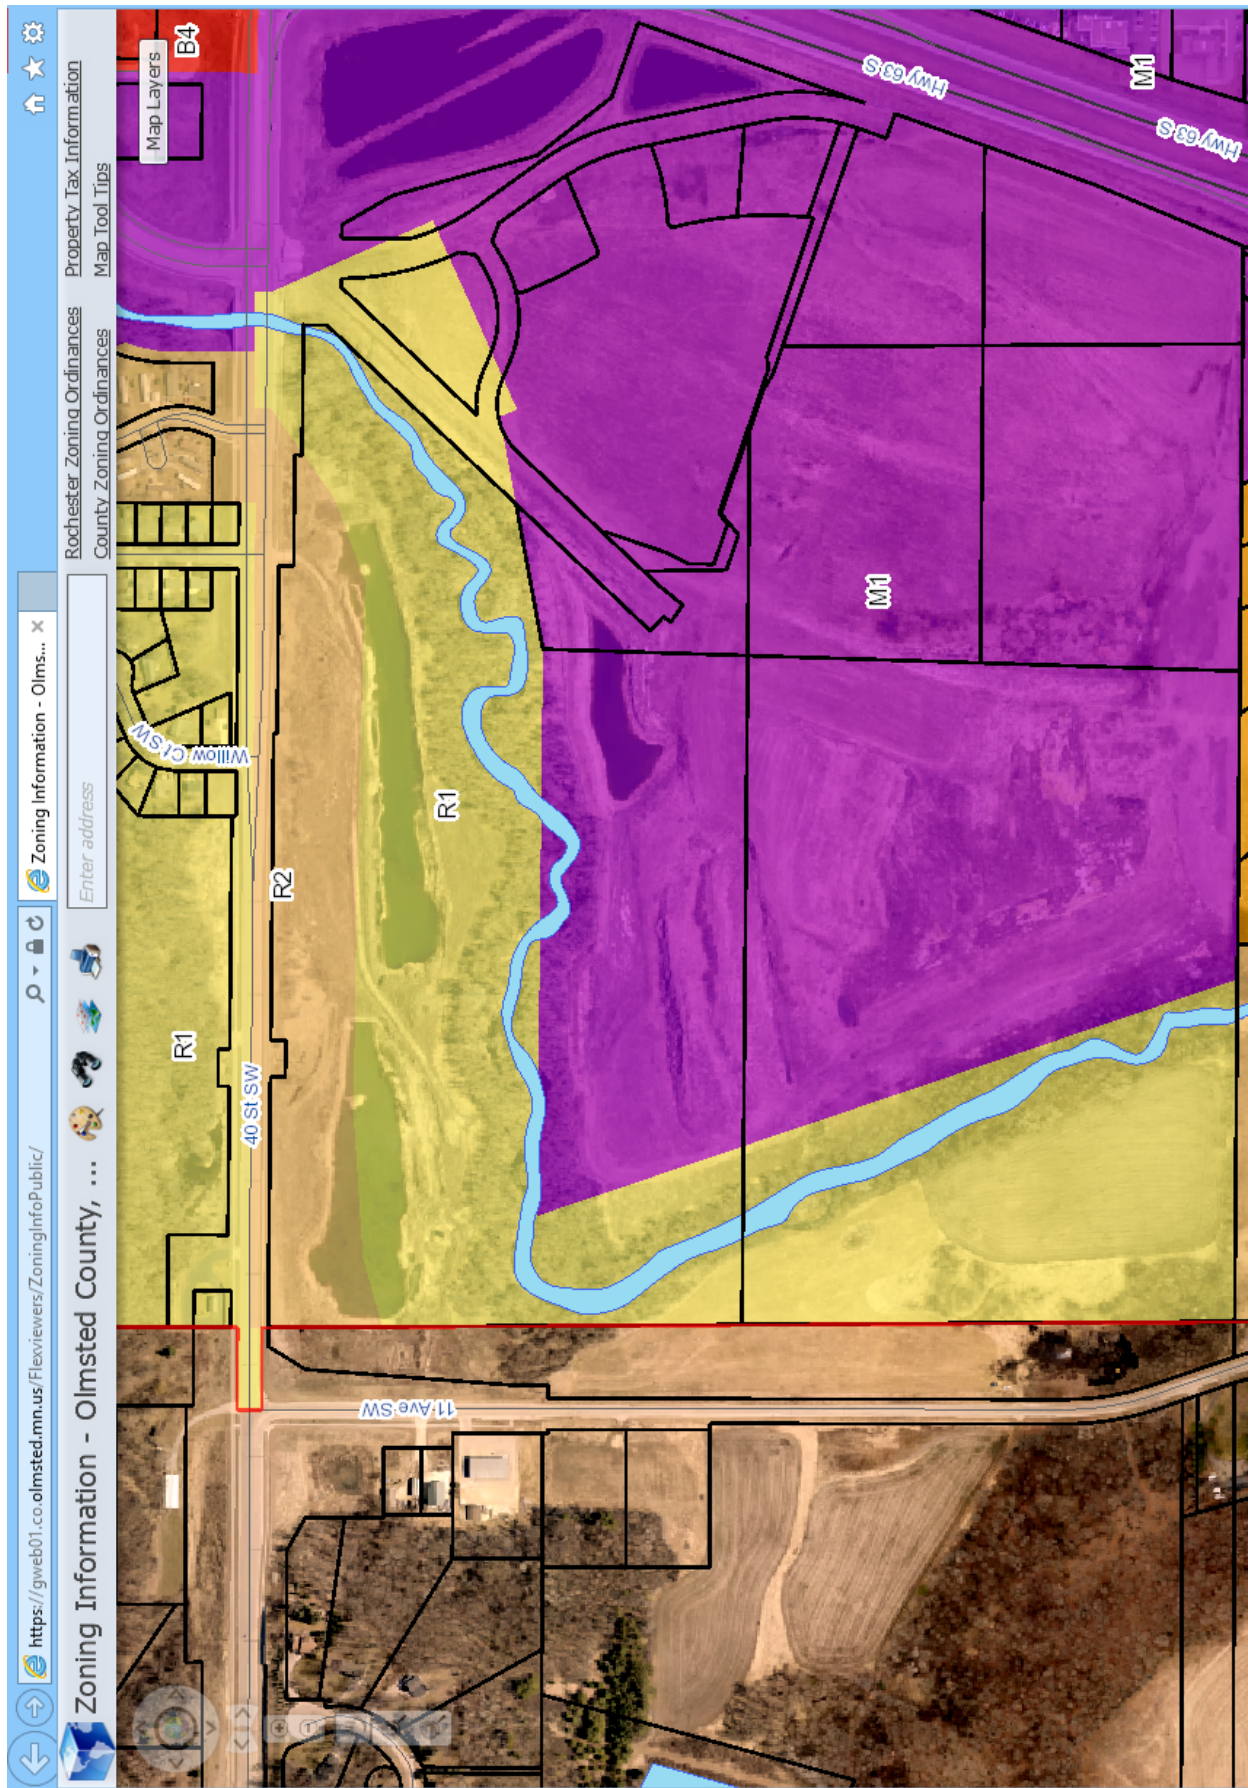 https://gweb01.co.olmsted.mn.us/Flexviewers/ZoningInfoPublic/
Zoning Information - Olms... ×
Zoning Information - Olmsted County, ...
Enter address
Rochester Zoning Ordinances
Property Tax Information
County Zoning Ordinances
Map Tool Tips
Map Layers
B4
R1
Willow Ct SW
40 St SW
R2
11 Ave SW
R1
Hwy 63 S
M1
M1
Hwy 63 S